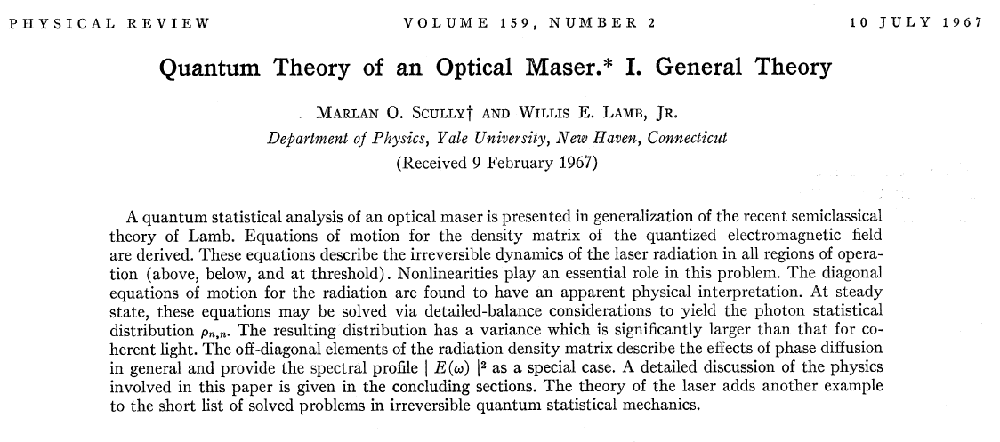 PHYSICAL REVIEW VOLUME 159, NUMBER 2 10 JULY 1967
Quantum Theory of an Optical Maser.* I. General Theory
MARLAN O. SCULLY† AND WILLIS E. LAMB, JR.
Department of Physics, Yale University, New Haven, Connecticut
(Received 9 February 1967)
A quantum statistical analysis of an optical maser is presented in generalization of the recent semiclassical
theory of Lamb. Equations of motion for the density matrix of the quantized electromagnetic field
are derived. These equations describe the irreversible dynamics of the laser radiation in all regions of opera-
tion (above, below, and at threshold). Nonlinearities play an essential role in this problem. The diagonal
equations of motion for the radiation are found to have an apparent physical interpretation. At steady
state, these equations may be solved via detailed-balance considerations to yield the photon statistical
distribution ρn,n. The resulting distribution has a variance which is significantly larger than that for co-
herent light. The off-diagonal elements of the radiation density matrix describe the effects of phase diffusion
in general and provide the spectral profile | E(ω) |² as a special case. A detailed discussion of the physics
involved in this paper is given in the concluding sections. The theory of the laser adds another example
to the short list of solved problems in irreversible quantum statistical mechanics.